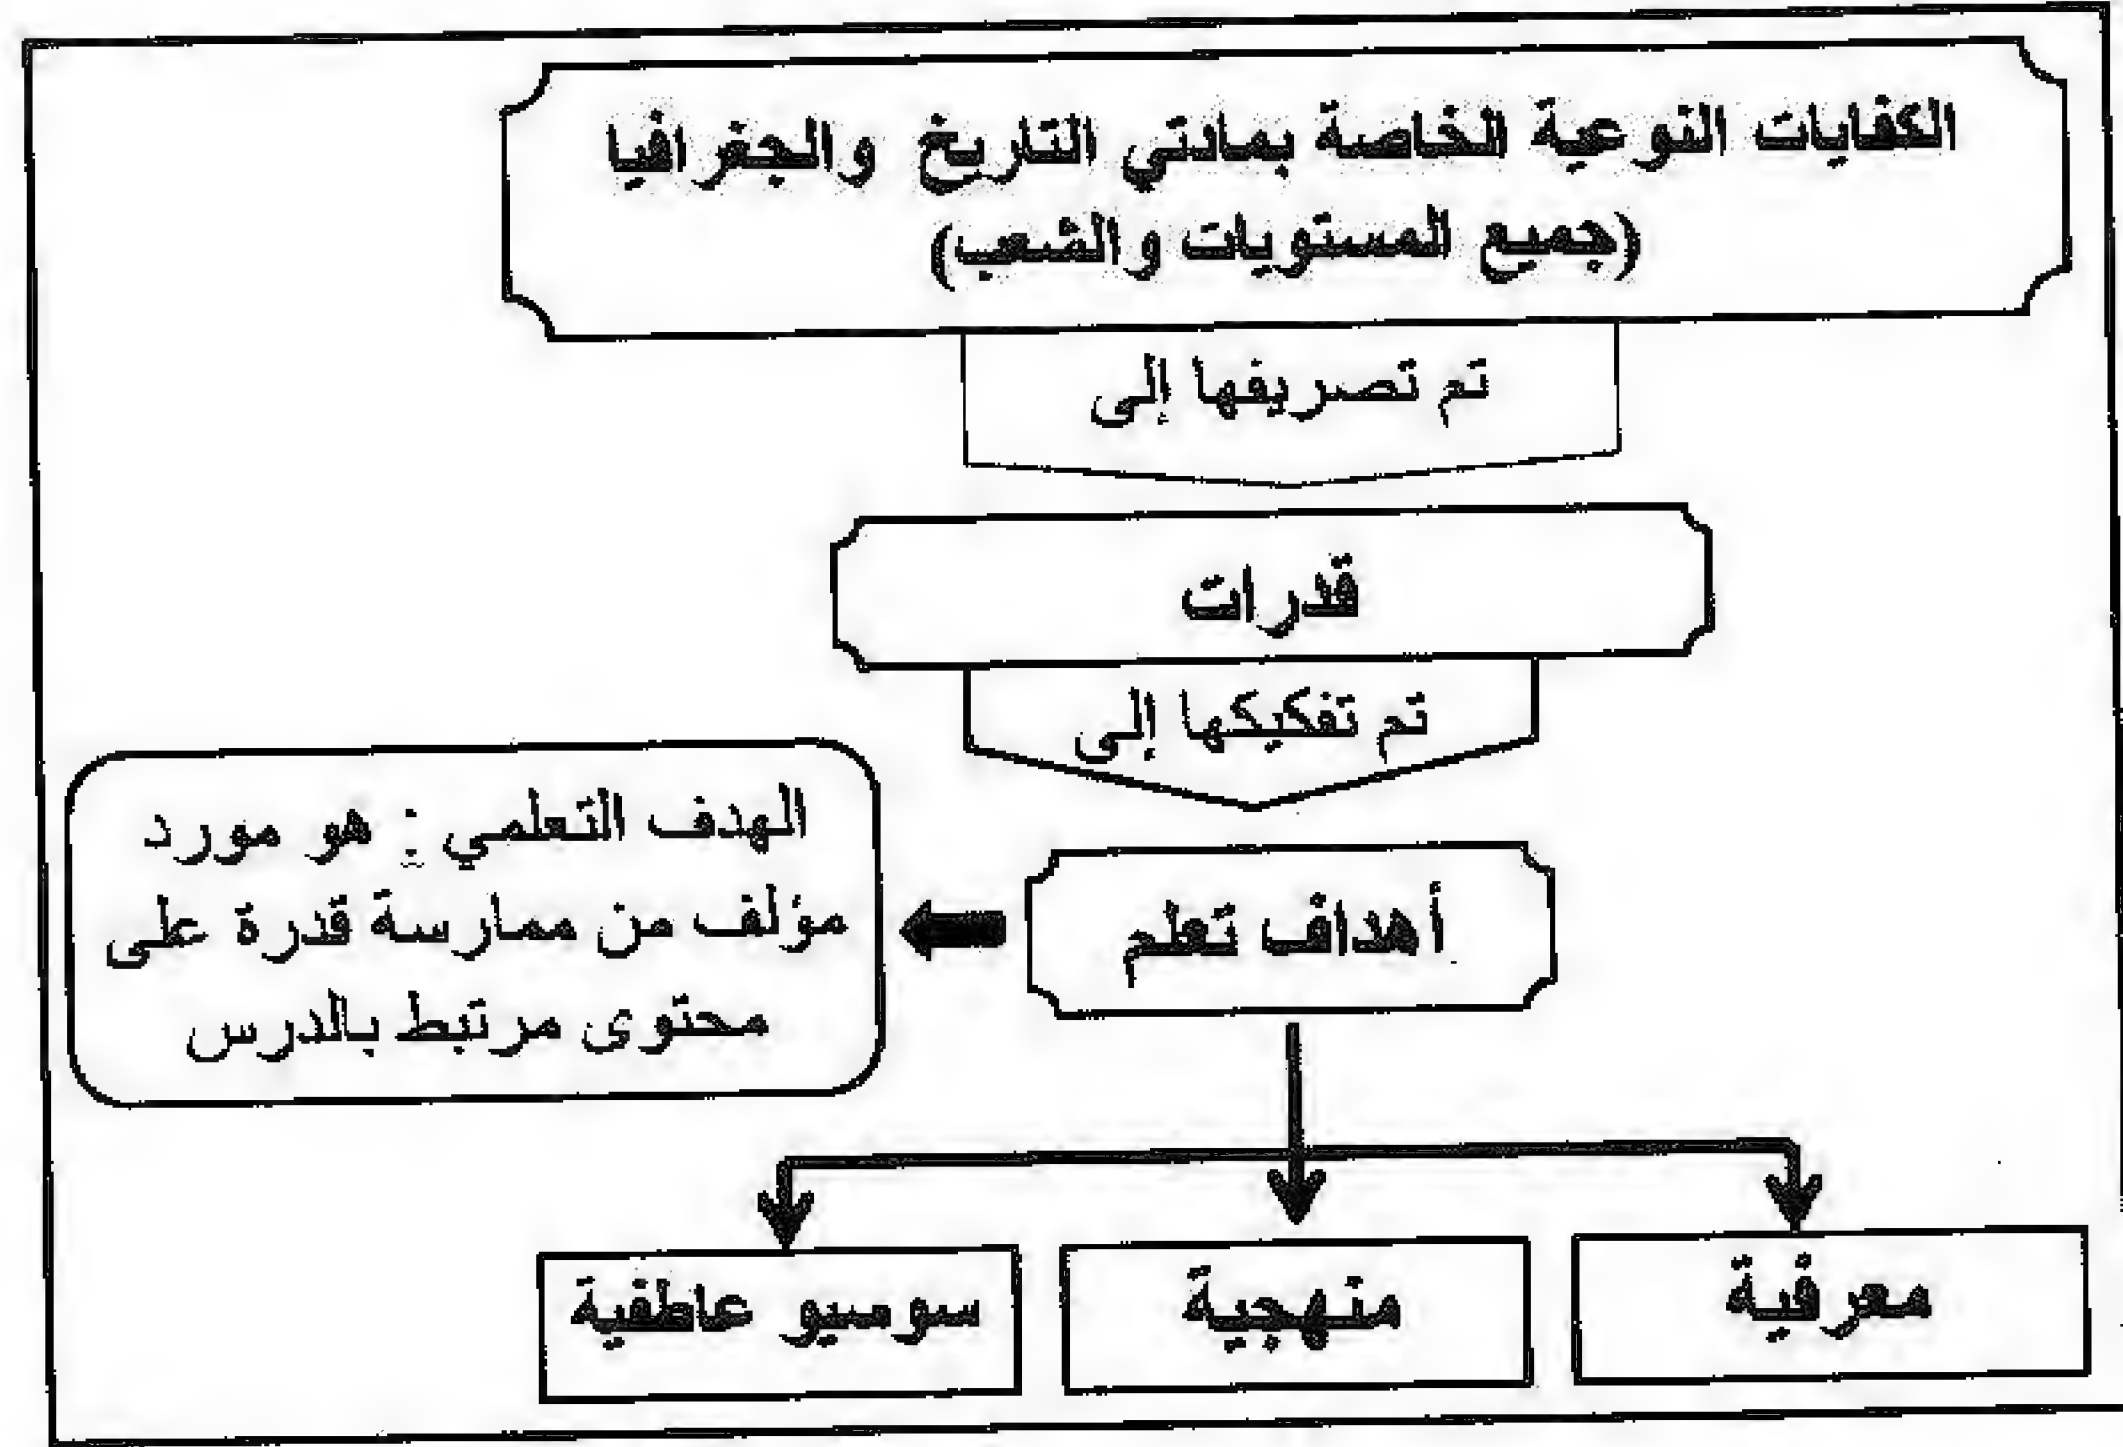 الكفايات النوعية الخاصة بمادتي التاريخ والجغرافيا
(جميع المستويات والشعب)
تم تصريفها إلى
قدرات
تم تفكيكها إلى
أهداف تعلم
الهدف التعلمي : هو مورد
مؤلف من ممارسة قدرة على
محتوى مرتبط بالدرس
معرفية
منهجية
سوسيو عاطفية